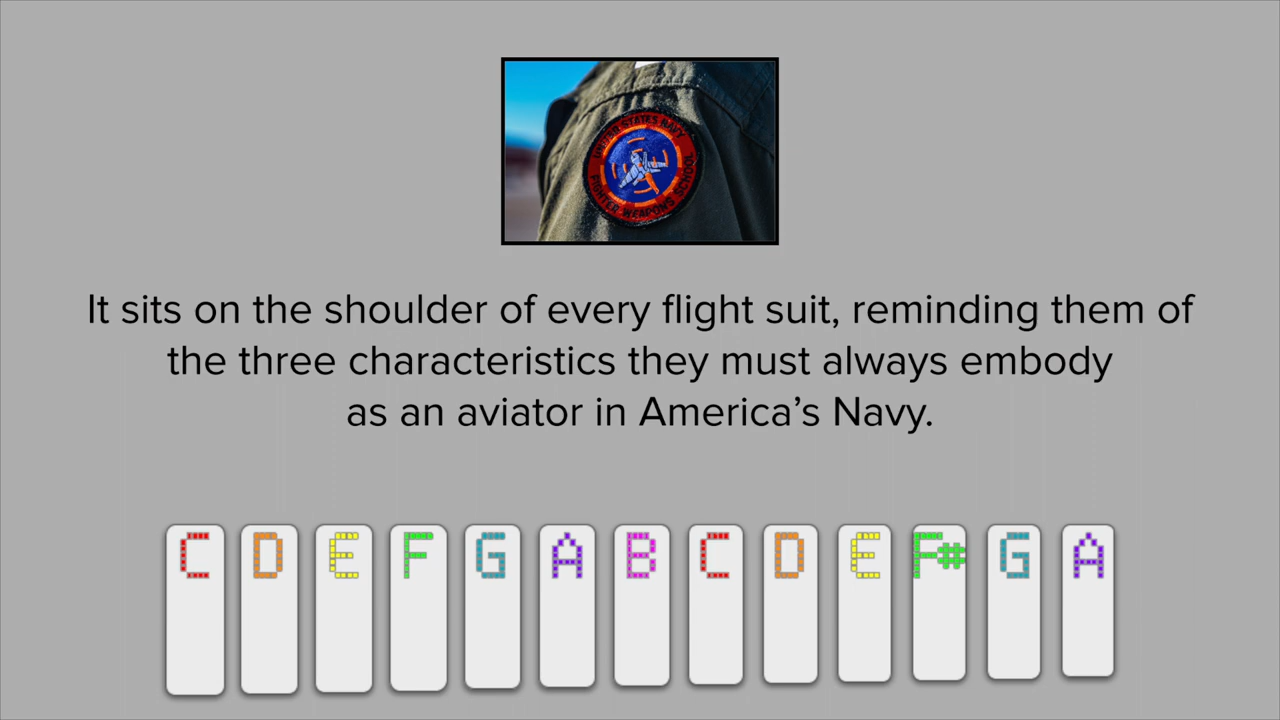 UNITED STATES NAVY
FIGHTER WEAPONS SCHOOL
It sits on the shoulder of every flight suit, reminding them of
the three characteristics they must always embody
as an aviator in America’s Navy.
C D E F G A B C D E F# G A